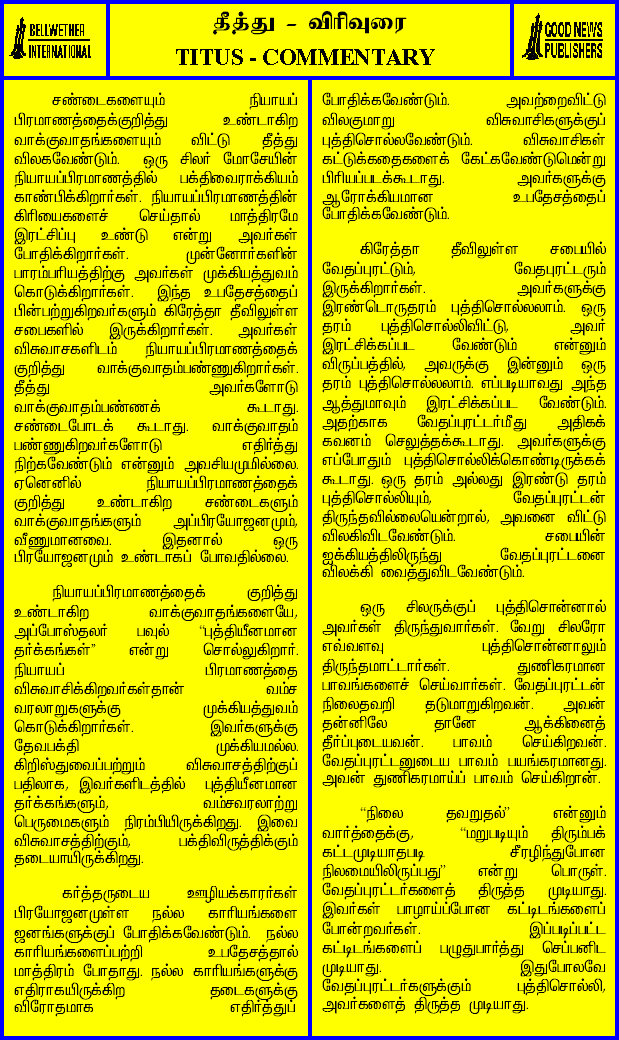 BELLWETHER
INTERNATIONAL
தீத்து - விரிவுரை
TITUS - COMMENTARY
GOOD NEWS
PUBLISHERS
சண்டைகளையும் நியாயப்
பிரமாணத்தைக்குறித்து உண்டாகிற
வாக்குவாதங்களையும் விட்டு தீத்து
விலகவேண்டும். ஒரு சிலர் மோசேயின்
நியாயப்பிரமாணத்தில் பக்திவைராக்கியம்
காண்பிக்கிறார்கள். நியாயப்பிரமாணத்தின்
கிரியைகளைச் செய்தால் மாத்திரமே
இரட்சிப்பு உண்டு என்று அவர்கள்
போதிக்கிறார்கள். முன்னோர்களின்
பாரம்பரியத்திற்கு அவர்கள் முக்கியத்துவம்
கொடுக்கிறார்கள். இந்த உபதேசத்தைப்
பின்பற்றுகிறவர்களும் கிரேத்தா தீவிலுள்ள
சபைகளில் இருக்கிறார்கள். அவர்கள்
விசுவாசகளிடம் நியாயப்பிரமாணத்தைக்
குறித்து வாக்குவாதம்பண்ணுகிறார்கள்.
தீத்து அவர்களோடு
வாக்குவாதம்பண்ணக் கூடாது.
சண்டைபோடக் கூடாது. வாக்குவாதம்
பண்ணுகிறவர்களோடு எதிர்த்து
நிற்கவேண்டும் என்னும் அவசியமுமில்லை.
ஏனெனில் நியாயப்பிரமாணத்தைக்
குறித்து உண்டாகிற சண்டைகளும்
வாக்குவாதங்களும் அப்பிரயோஜனமும்,
வீணுமானவை. இதனால் ஒரு
பிரயோஜனமும் உண்டாகப் போவதில்லை.
நியாயப்பிரமாணத்தைக் குறித்து
உண்டாகிற வாக்குவாதங்களையே,
அப்போஸ்தலர் பவுல் “புத்தியீனமான
தர்க்கங்கள்” என்று சொல்லுகிறார்.
நியாயப் பிரமாணத்தை
விசுவாசிக்கிறவர்கள்தான் வம்ச
வரலாறுகளுக்கு முக்கியத்துவம்
கொடுக்கிறார்கள். இவர்களுக்கு
தேவபக்தி முக்கியமல்ல.
கிறிஸ்துவைப்பற்றும் விசுவாசத்திற்குப்
பதிலாக, இவர்களிடத்தில் புத்தியீனமான
தர்க்கங்களும், வம்சவரலாற்று
பெருமைகளும் நிரம்பியிருக்கிறது. இவை
விசுவாசத்திற்கும், பக்திவிருத்திக்கும்
தடையாயிருக்கிறது.
கர்த்தருடைய ஊழியக்காரர்கள்
பிரயோஜனமுள்ள நல்ல காரியங்களை
ஜனங்களுக்குப் போதிக்கவேண்டும். நல்ல
காரியங்களைப்பற்றி உபதேசத்தால்
மாத்திரம் போதாது. நல்ல காரியங்களுக்கு
எதிராகயிருக்கிற தடைகளுக்கு
விரோதமாக எதிர்த்துப்
போதிக்கவேண்டும். அவற்றைவிட்டு
விலகுமாறு விசுவாசிகளுக்குப்
புத்திசொல்லவேண்டும். விசுவாசிகள்
கட்டுக்கதைகளைக் கேட்கவேண்டுமென்று
பிரியப்படக்கூடாது. அவர்களுக்கு
ஆரோக்கியமான உபதேசத்தைப்
போதிக்கவேண்டும்.
கிரேத்தா தீவிலுள்ள சபையில்
வேதப்புரட்டும், வேதபுரட்டரும்
இருக்கிறார்கள். அவர்களுக்கு
இரண்டொருதரம் புத்திசொல்லலாம். ஒரு
தரம் புத்திசொல்லிவிட்டு, அவர்
இரட்சிக்கப்பட வேண்டும் என்னும்
விருப்பத்தில், அவருக்கு இன்னும் ஒரு
தரம் புத்திசொல்லலாம். எப்படியாவது அந்த
ஆத்துமாவும் இரட்சிக்கப்பட வேண்டும்.
அதற்காக வேதப்புரட்டர்மீது அதிகக்
கவனம் செலுத்தக்கூடாது. அவர்களுக்கு
எப்போதும் புத்திசொல்லிக்கொண்டிருக்கக்
கூடாது. ஒரு தரம் அல்லது இரண்டு தரம்
புத்திசொல்லியும், வேதப்புரட்டன்
திருந்தவில்லையென்றால், அவனை விட்டு
விலகிவிடவேண்டும். சபையின்
ஐக்கியத்திலிருந்து வேதப்புரட்டனை
விலக்கி வைத்துவிடவேண்டும்.
ஒரு சிலருக்குப் புத்திசொன்னால்
அவர்கள் திருந்துவார்கள். வேறு சிலரோ
எவ்வளவு புத்திசொன்னாலும்
திருந்தமாட்டார்கள். துணிகரமான
பாவங்களைச் செய்வார்கள். வேதப்புரட்டன்
நிலைதவறி தடுமாறுகிறவன். அவன்
தன்னிலே தானே ஆக்கினைத்
தீர்ப்புடையவன். பாவம் செய்கிறவன்.
வேதப்புரட்டனுடைய பாவம் பயங்கரமானது.
அவன் துணிகரமாய்ப் பாவம் செய்கிறான்.
“நிலை தவறுதல்” என்னும்
வார்த்தைக்கு, “மறுபடியும் திரும்பக்
கட்டமுடியாதபடி சீரழிந்துபோன
நிலமையிலிருப்பது” என்று பொருள்.
வேதப்புரட்டர்களைத் திருத்த முடியாது.
இவர்கள் பாழாய்ப்போன கட்டிடங்களைப்
போன்றவர்கள். இப்படிப்பட்ட
கட்டிடங்களைப் பழுதுபார்த்து செப்பனிட
முடியாது. இதுபோலவே
வேதப்புரட்டர்களுக்கும் புத்திசொல்லி,
அவர்களைத் திருத்த முடியாது.